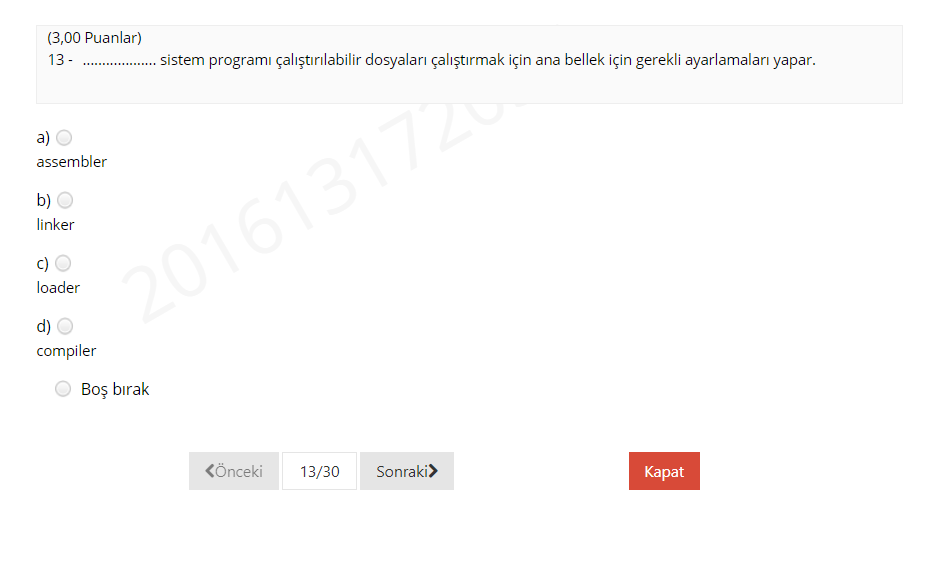 (3,00 Puanlar)
13 - ................... sistem programı çalıştırılabilir dosyaları çalıştırmak için ana bellek için gerekli ayarlamaları yapar.
a)
assembler
b)
linker
c)
loader
d)
compiler
Boş bırak
Önceki
13/30
Sonraki
Kapat